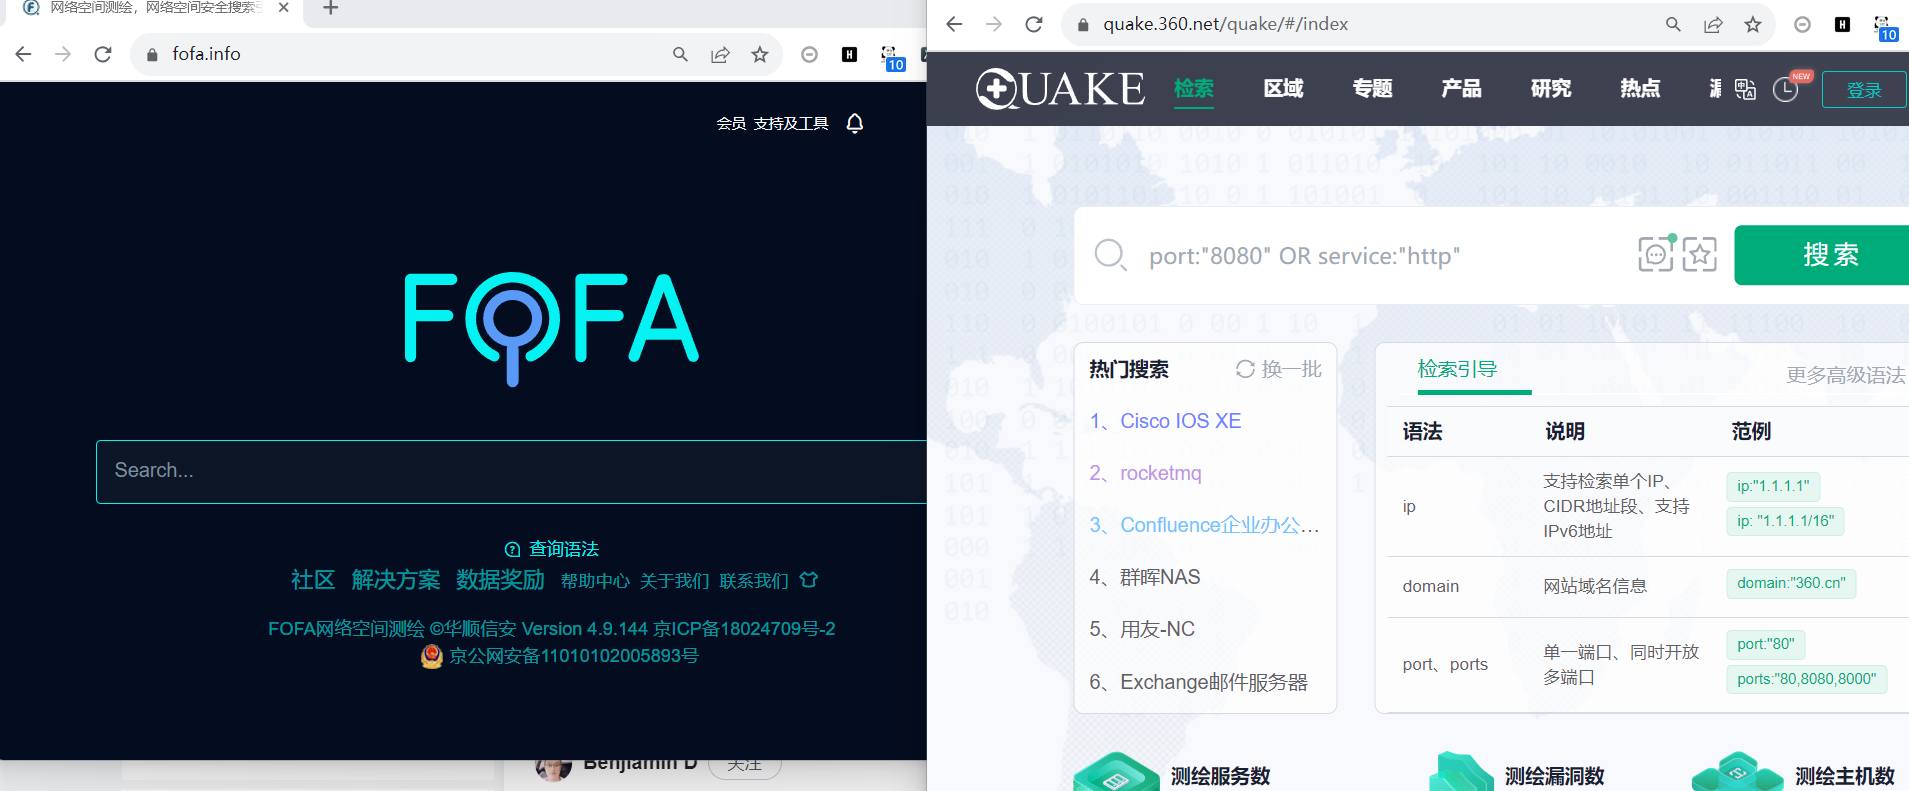 网络空间测绘，网络空间安全搜索引
fofa.info
10
会员 支持及工具
FOFA
Search...
查询语法
社区 解决方案 数据奖励 帮助中心 关于我们 联系我们
FOFA网络空间测绘 ©华顺信安 Version 4.9.144 京ICP备18024709号-2
京公网安备11010102005893号
Benjiamin D 关注
quake.360.net/quake/#/index
10
QUAKE 检索 区域 专题 产品 研究 热点 NEW 登录
port:"8080" OR service:"http" 搜索
热门搜索 换一批
1、Cisco IOS XE
2、rocketmq
3、Confluence企业办公...
4、群晖NAS
5、用友-NC
6、Exchange邮件服务器
检索引导 更多高级语法
语法 说明 范例
ip 支持检索单个IP、
CIDR地址段、支持
IPv6地址
ip:"1.1.1.1"
ip: "1.1.1.1/16"
domain 网站域名信息 domain:"360.cn"
port、ports 单一端口、同时开放
多端口
port:"80"
ports:"80,8080,8000"
测绘服务数 测绘漏洞数 测绘主机数